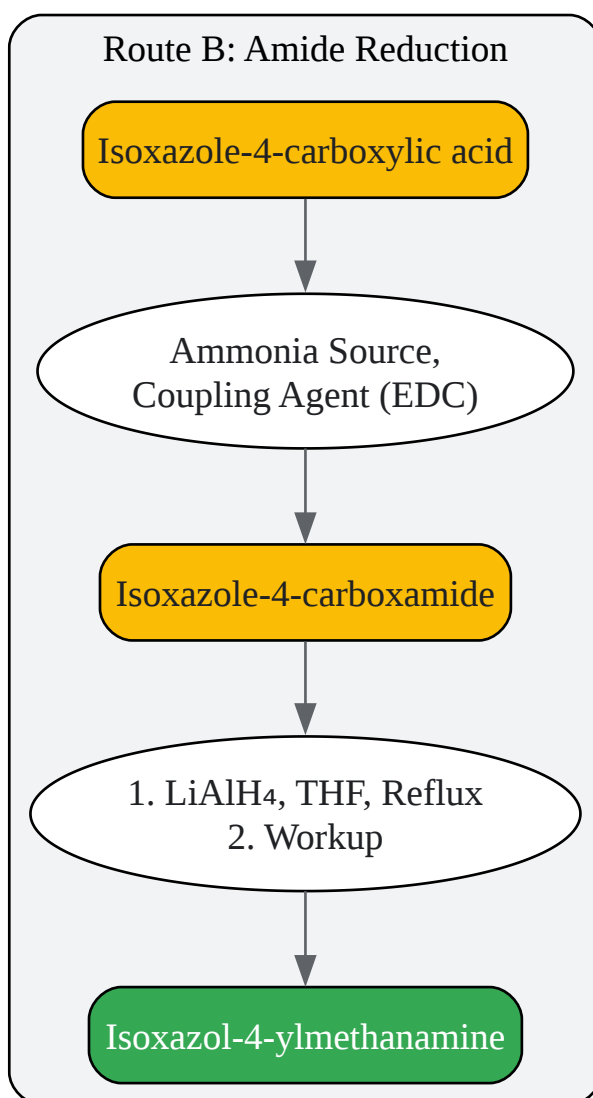 Route B: Amide Reduction
Isoxazole-4-carboxylic acid
Ammonia Source,
Coupling Agent (EDC)
Isoxazole-4-carboxamide
1. LiAlH₄, THF, Reflux
2. Workup
Isoxazol-4-ylmethanamine